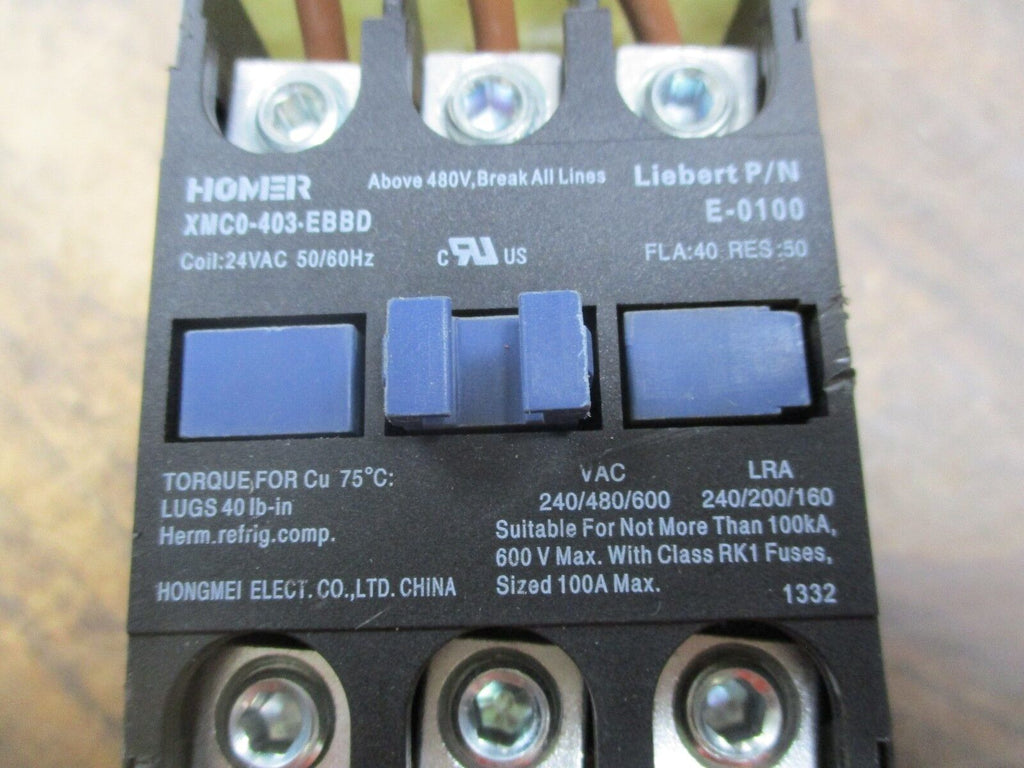 HOMER
Above 480V,Break All Lines
Liebert P/N
XMC0-403-EBBD
E-0100
Coil:24VAC 50/60Hz
c RU US
FLA:40 RES:50
TORQUE,FOR Cu 75°C:
LUGS 40 lb-in
Herm.refrig.comp.
HONGMEI ELECT. CO.,LTD. CHINA
VAC LRA
240/480/600 240/200/160
Suitable For Not More Than 100kA,
600 V Max. With Class RK1 Fuses,
Sized 100A Max.
1332